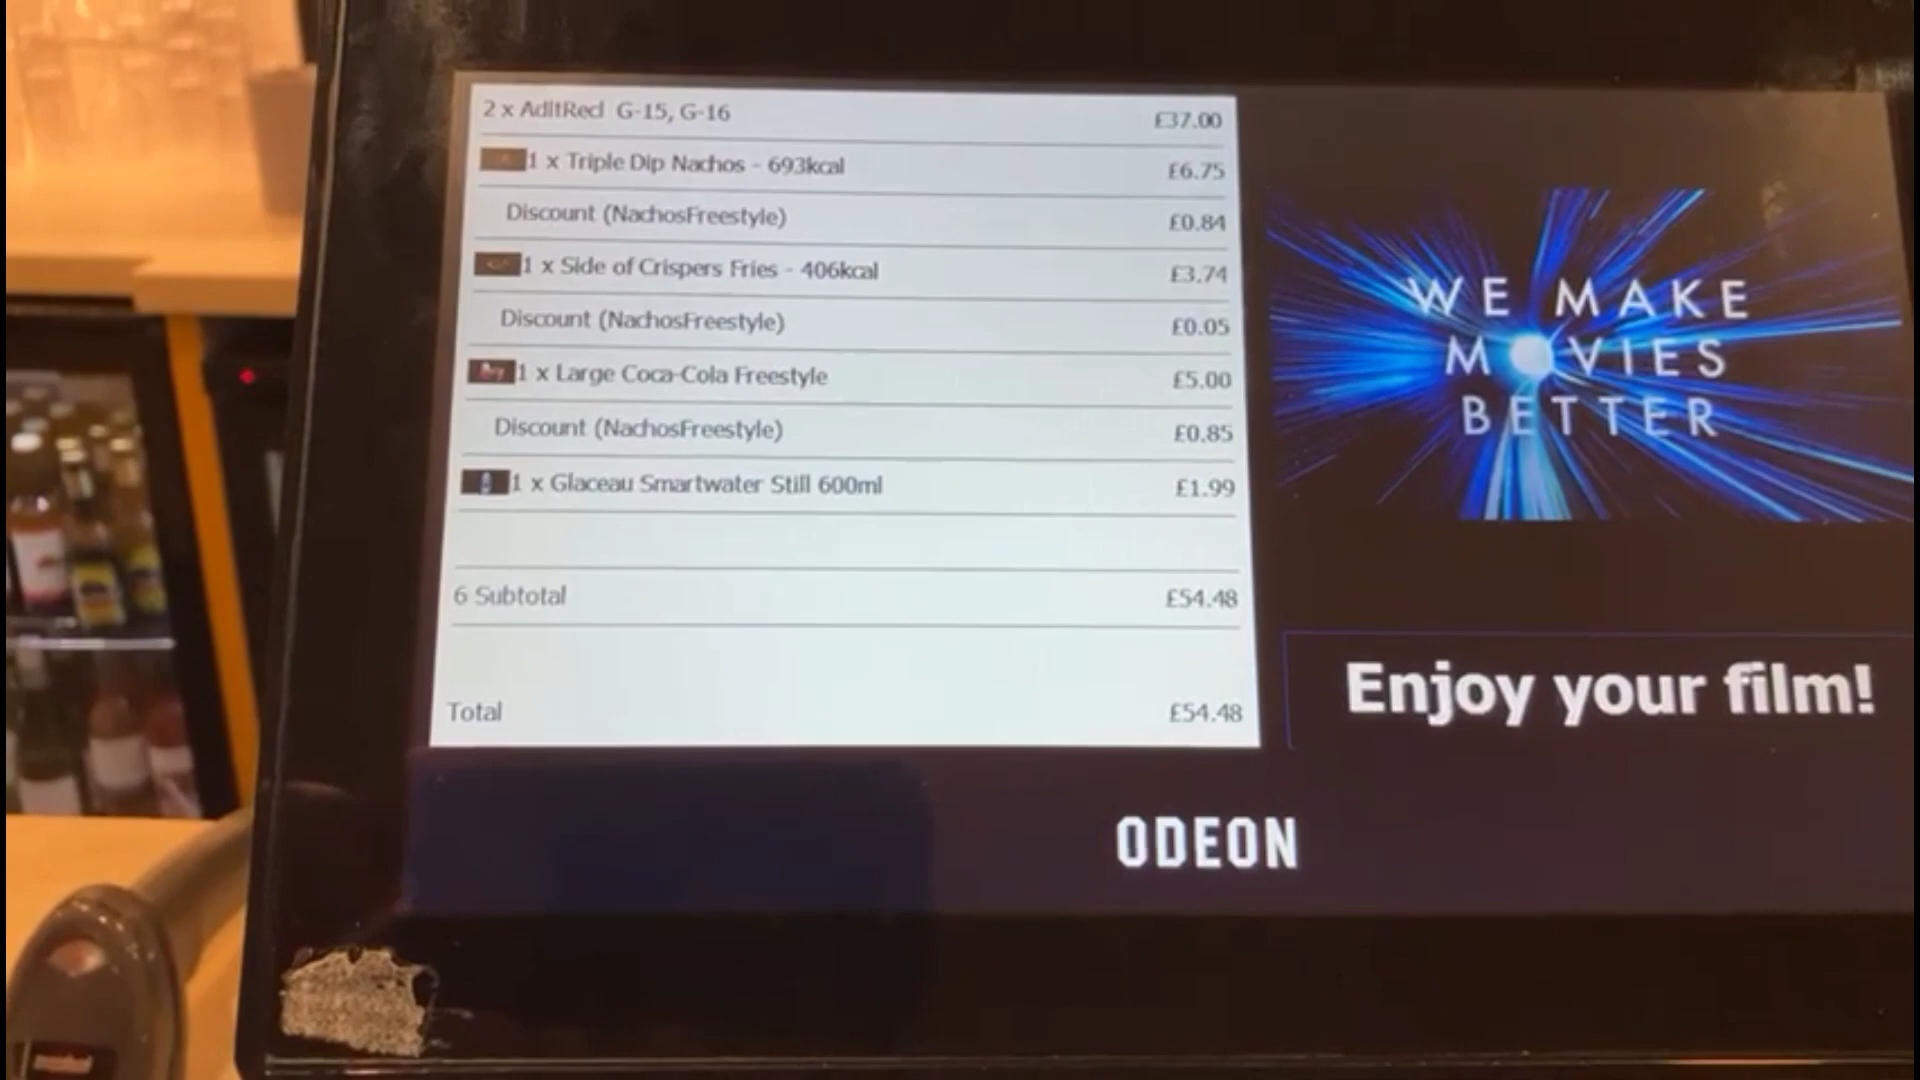 2 x AdltRecl G-15, G-16 £37.00
1 x Triple Dip Nachos - 693kcal £6.75
Discount (NachosFreestyle) £0.84
1 x Side of Crispers Fries - 406kcal £3.74
Discount (NachosFreestyle) £0.05
1 x Large Coca-Cola Freestyle £5.00
Discount (NachosFreestyle) £0.85
1 x Glaceau Smartwater Still 600ml £1.99
6 Subtotal £54.48
Total £54.48
WE MAKE
MOVIES
BETTER
Enjoy your film!
ODEON